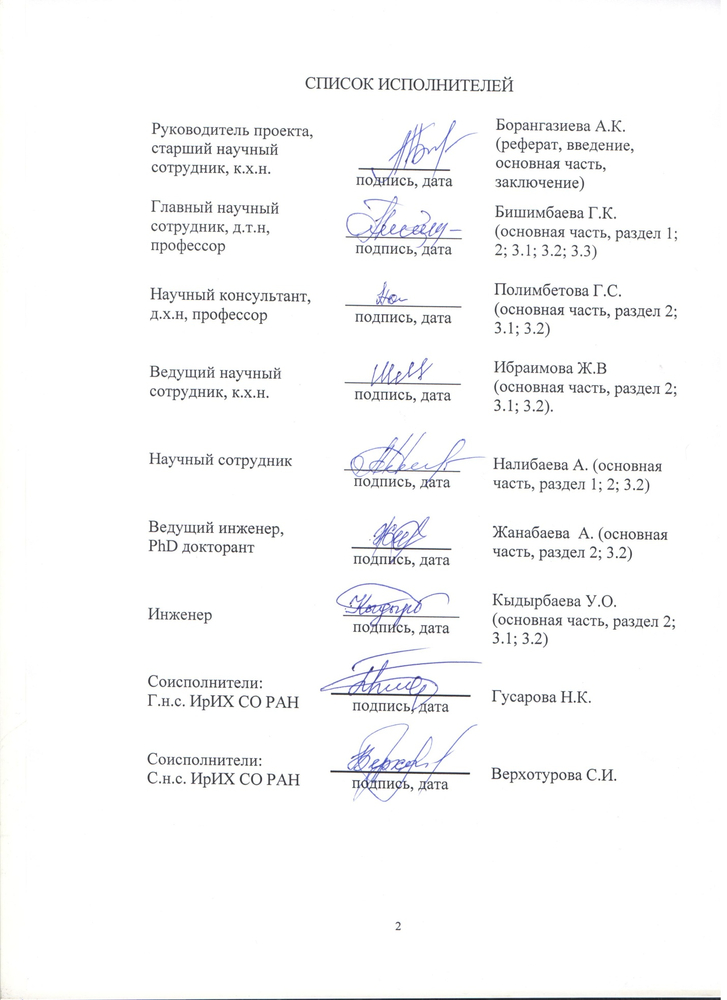 СПИСОК ИСПОЛНИТЕЛЕЙ
Руководитель проекта,
старший научный
сотрудник, к.х.н.
подпись, дата
Борангазиева А.К.
(реферат, введение,
основная часть,
заключение)
Главный научный
сотрудник, д.т.н,
профессор
подпись, дата
Бишимбаева Г.К.
(основная часть, раздел 1;
2; 3.1; 3.2; 3.3)
Научный консультант,
д.х.н, профессор
подпись, дата
Полимбетова Г.С.
(основная часть, раздел 2;
3.1; 3.2)
Ведущий научный
сотрудник, к.х.н.
подпись, дата
Ибраимова Ж.В
(основная часть, раздел 2;
3.1; 3.2).
Научный сотрудник
подпись, дата
Налибаева А. (основная
часть, раздел 1; 2; 3.2)
Ведущий инженер,
PhD докторант
подпись, дата
Жанабаева  А. (основная
часть, раздел 2; 3.2)
Инженер
подпись, дата
Кыдырбаева У.О.
(основная часть, раздел 2;
3.1; 3.2)
Соисполнители:
Г.н.с. ИрИХ СО РАН
подпись, дата
Гусарова Н.К.
Соисполнители:
С.н.с. ИрИХ СО РАН
подпись, дата
Верхотурова С.И.
2